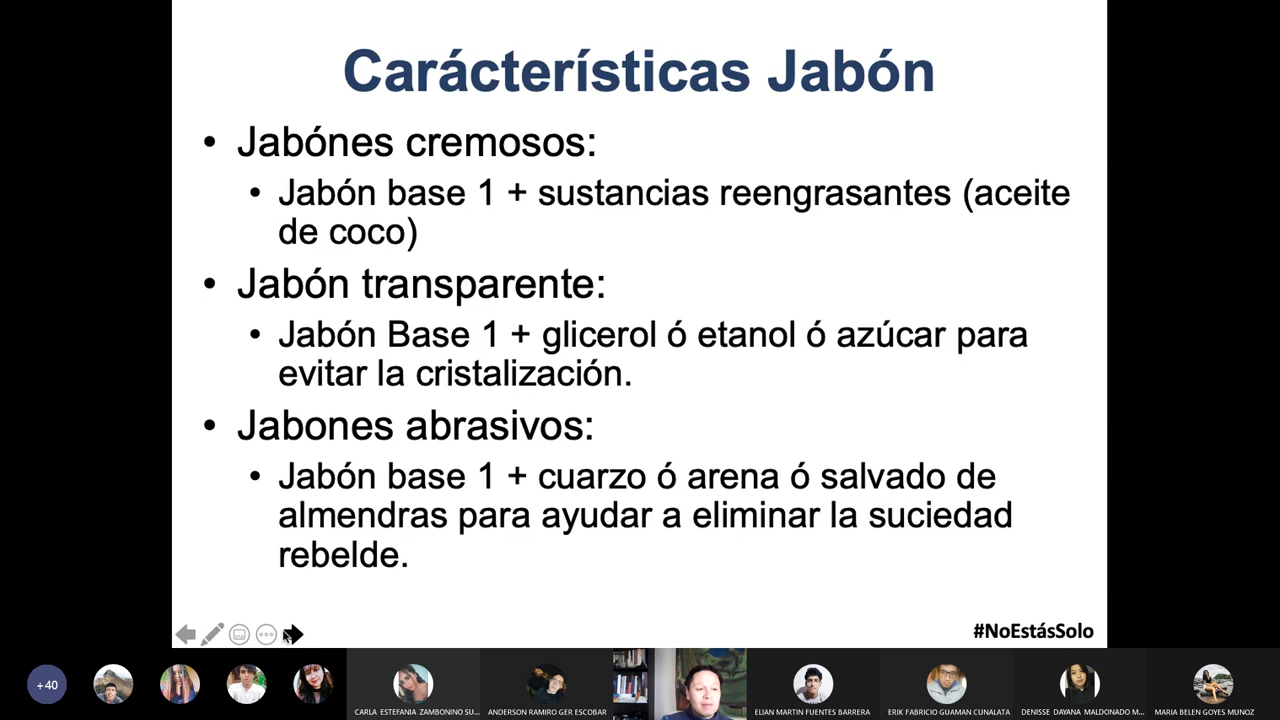 Carácterísticas Jabón
• Jabónes cremosos:
• Jabón base 1 + sustancias reengrasantes (aceite
de coco)
• Jabón transparente:
• Jabón Base 1 + glicerol ó etanol ó azúcar para
evitar la cristalización.
• Jabones abrasivos:
• Jabón base 1 + cuarzo ó arena ó salvado de
almendras para ayudar a eliminar la suciedad
rebelde.
#NoEstásSolo
+40
CARLA ESTEFANIA ZAMBONINO SU...
ANDERSON RAMIRO GER ESCOBAR
ELIAN MARTIN FUENTES BARRERA
ERIK FABRICIO GUAMAN CUNALATA
DENISSE DAYANA MALDONADO M...
MARIA BELEN GOYES MUNOZ